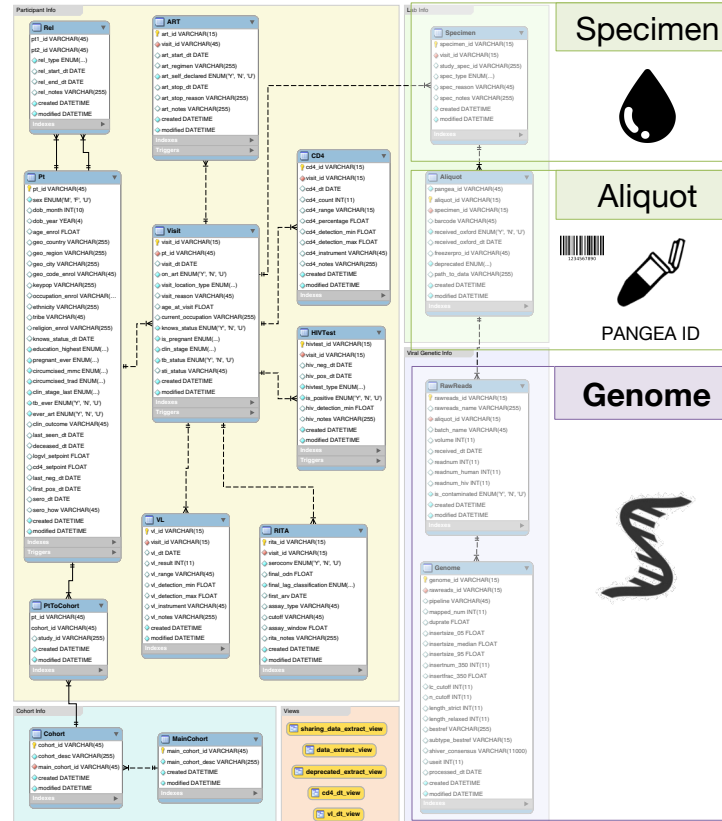 Participant Info
Rel
pt1_id VARCHAR(45)
pt2_id VARCHAR(45)
rel_type ENUM(...)
rel_start_dt DATE
rel_end_dt DATE
rel_notes VARCHAR(255)
created DATETIME
modified DATETIME
Indexes
Pt
pt_id VARCHAR(45)
sex ENUM('M', 'F', 'U')
dob_month INT(10)
dob_year YEAR(4)
age_enrol FLOAT
geo_country VARCHAR(255)
geo_region VARCHAR(255)
geo_city VARCHAR(255)
geo_code_enrol VARCHAR(45)
keypop VARCHAR(255)
occupation_enrol VARCHAR(...
ethnicity VARCHAR(255)
tribe VARCHAR(45)
religion_enrol VARCHAR(255)
knows_status_dt DATE
education_highest ENUM(...)
pregnant_ever ENUM(...)
circumcised_mmc ENUM(...)
circumcised_trad ENUM(...)
clin_stage_last ENUM(...)
tb_ever ENUM('Y', 'N', 'U')
ever_art ENUM('Y', 'N', 'U')
clin_outcome VARCHAR(45)
last_seen_dt DATE
deceased_dt DATE
logvl_setpoint FLOAT
cd4_setpoint FLOAT
last_neg_dt DATE
first_pos_dt DATE
sero_dt DATE
sero_how VARCHAR(45)
created DATETIME
modified DATETIME
Indexes
Triggers
PtToCohort
pt_id VARCHAR(45)
cohort_id VARCHAR(45)
study_id VARCHAR(255)
created DATETIME
modified DATETIME
Indexes
ART
art_id VARCHAR(15)
visit_id VARCHAR(45)
art_start_dt DATE
art_regimen VARCHAR(255)
art_self_declared ENUM('Y', 'N', 'U')
art_stop_dt DATE
art_stop_reason VARCHAR(45)
art_notes VARCHAR(255)
created DATETIME
modified DATETIME
Indexes
Triggers
Visit
visit_id VARCHAR(15)
pt_id VARCHAR(45)
visit_dt DATE
on_art ENUM('Y', 'N', 'U')
visit_location_type ENUM(...)
visit_reason VARCHAR(45)
age_at_visit FLOAT
current_occupation VARCHAR(255)
knows_status ENUM('Y', 'N', 'U')
is_pregnant ENUM(...)
clin_stage ENUM(...)
tb_status ENUM('Y', 'N', 'U')
sti_status VARCHAR(45)
created DATETIME
modified DATETIME
Indexes
Triggers
CD4
cd4_id VARCHAR(15)
visit_id VARCHAR(15)
cd4_dt DATE
cd4_count INT(11)
cd4_range VARCHAR(15)
cd4_percentage FLOAT
cd4_detection_min FLOAT
cd4_detection_max FLOAT
cd4_instrument VARCHAR(45)
cd4_notes VARCHAR(255)
created DATETIME
modified DATETIME
Indexes
HIVTest
hivtest_id VARCHAR(15)
visit_id VARCHAR(15)
hiv_neg_dt DATE
hiv_pos_dt DATE
hivtest_type ENUM(...)
is_positive ENUM('Y', 'N', 'U')
hiv_detection_min FLOAT
hiv_notes VARCHAR(255)
created DATETIME
modified DATETIME
Indexes
Triggers
VL
vl_id VARCHAR(15)
visit_id VARCHAR(15)
vl_dt DATE
vl_result INT(11)
vl_range VARCHAR(45)
vl_detection_min FLOAT
vl_detection_max FLOAT
vl_instrument VARCHAR(45)
vl_notes VARCHAR(255)
created DATETIME
modified DATETIME
Indexes
RITA
rita_id VARCHAR(15)
visit_id VARCHAR(15)
seroconv ENUM('Y', 'N', 'U')
final_odn FLOAT
final_lag_classification ENUM(...)
first_arv DATE
assay_type VARCHAR(45)
cutoff VARCHAR(45)
assay_window FLOAT
rita_notes VARCHAR(255)
created DATETIME
modified DATETIME
Indexes
Cohort Info
Cohort
cohort_id VARCHAR(45)
cohort_desc VARCHAR(255)
main_cohort_id VARCHAR(45)
created DATETIME
modified DATETIME
Indexes
MainCohort
main_cohort_id VARCHAR(45)
main_cohort_desc VARCHAR(255)
created DATETIME
modified DATETIME
Indexes
Views
sharing_data_extract_view
data_extract_view
deprecated_extract_view
cd4_dt_view
vl_dt_view
Lab Info
Specimen
specimen_id VARCHAR(15)
visit_id VARCHAR(15)
study_spec_id VARCHAR(255)
spec_type ENUM(...)
spec_reason VARCHAR(45)
spec_notes VARCHAR(255)
created DATETIME
modified DATETIME
Indexes
Aliquot
pangea_id VARCHAR(45)
aliquot_id VARCHAR(15)
specimen_id VARCHAR(15)
barcode VARCHAR(45)
received_oxford ENUM('Y', 'N', 'U')
received_oxford_dt DATE
freezerpro_id VARCHAR(45)
deprecated ENUM(...)
path_to_data VARCHAR(255)
created DATETIME
modified DATETIME
Indexes
Viral Genetic Info
RawReads
rawreads_id VARCHAR(15)
rawreads_name VARCHAR(255)
aliquot_id VARCHAR(15)
batch_name VARCHAR(45)
volume INT(11)
received_dt DATE
readnum INT(11)
readnum_human INT(11)
readnum_hiv INT(11)
is_contaminated ENUM('Y', 'N', 'U')
created DATETIME
modified DATETIME
Indexes
Genome
genome_id VARCHAR(15)
rawreads_id VARCHAR(15)
pipeline VARCHAR(45)
mapped_num INT(11)
duprate FLOAT
insertsize_05 FLOAT
insertsize_median FLOAT
insertsize_95 FLOAT
insertnum_350 INT(11)
insertfrac_350 FLOAT
lc_cutoff INT(11)
n_cutoff INT(11)
length_strict INT(11)
length_relaxed INT(11)
bestref VARCHAR(255)
subtype_bestref VARCHAR(15)
shiver_consensus VARCHAR(11000)
useit INT(11)
processed_dt DATE
created DATETIME
modified DATETIME
Indexes
Specimen
Aliquot
1234567890
PANGEA ID
Genome